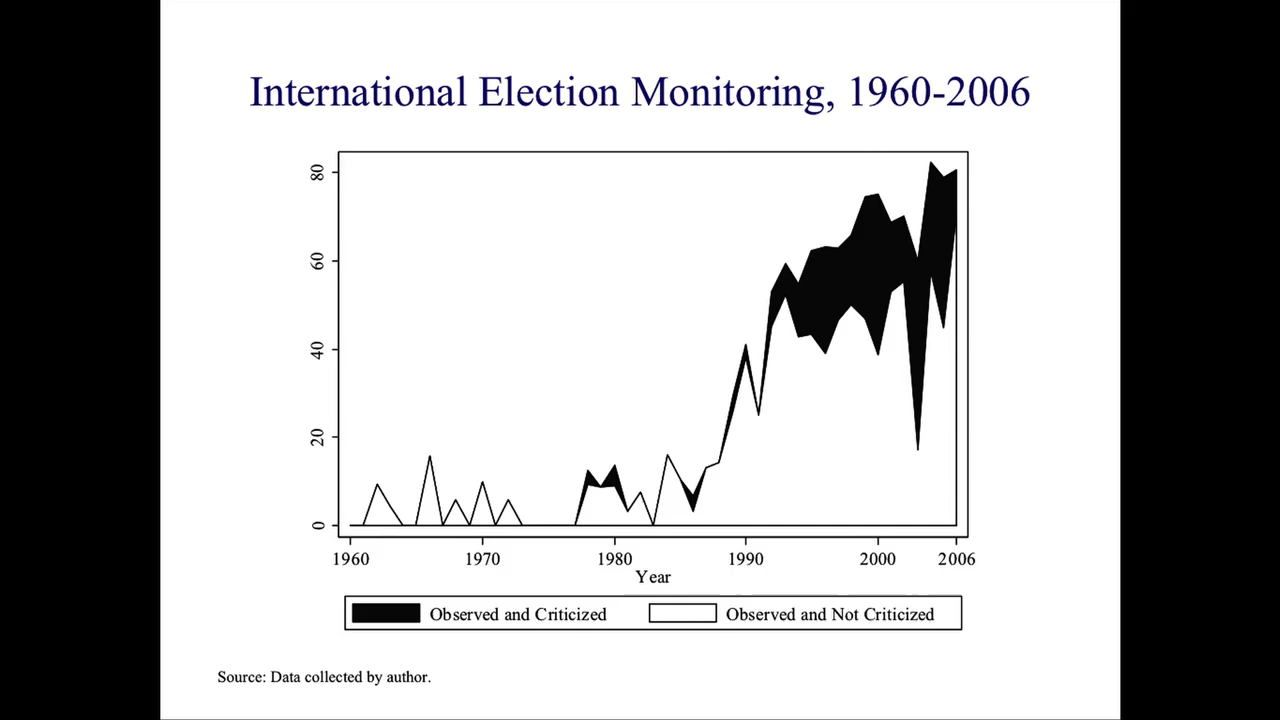 International Election Monitoring, 1960-2006
80
60
40
20
0
1960 1970 1980 1990 2000 2006
Year
Observed and Criticized Observed and Not Criticized
Source: Data collected by author.